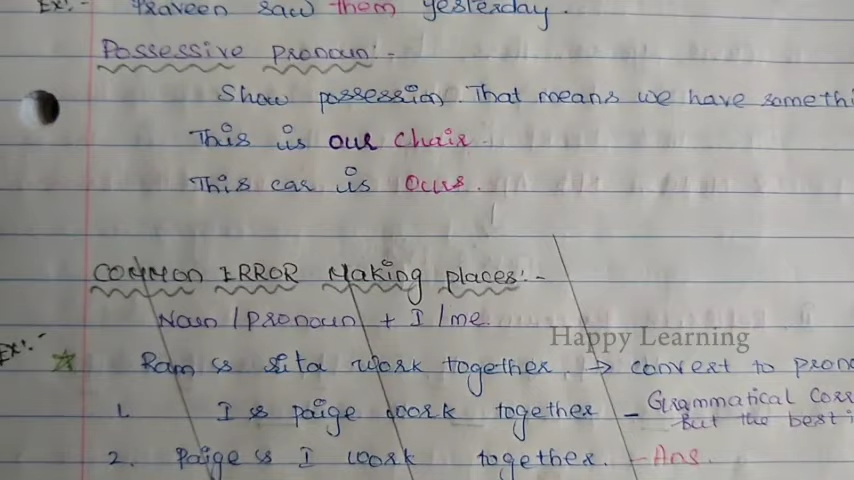 Ex:- Praveen saw them yesterday.
Possessive pronoun:-
Show possession. That means we have somethi
This is our chair.
This car is Ours.
COMMON ERROR Making places:-
Noun / Pronoun + I / me.
Happy Learning
Ex:- Ram & sita work together. → convert to prono
1. I & paige work together - Grammatical Corr
But the best i
2. Paige & I work together. - Ans.